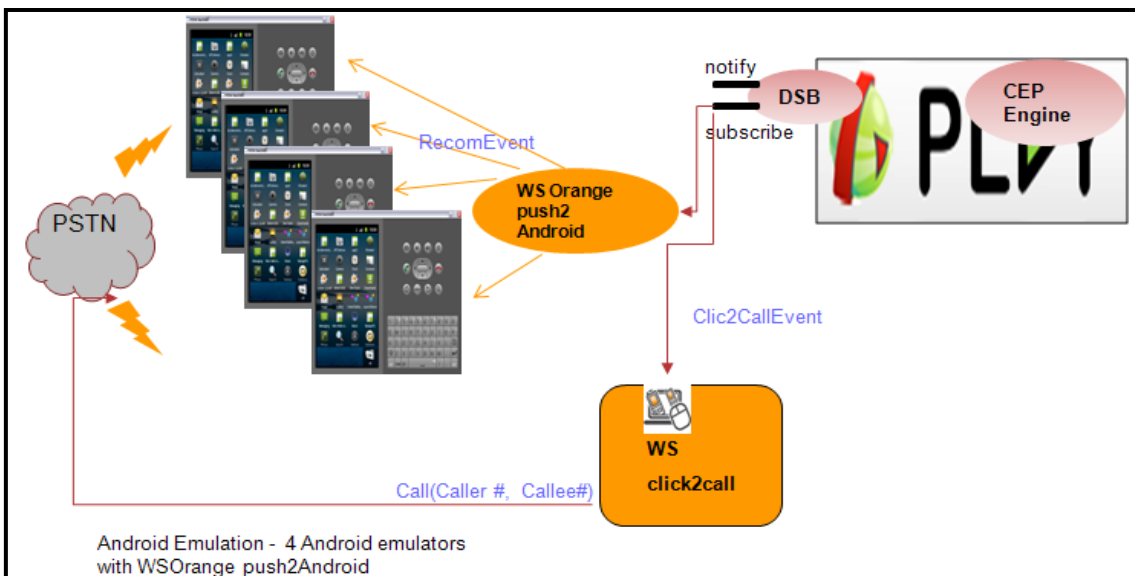 notify
DSB
CEP
Engine
subscribe
PLAY
RecomEvent
WS Orange
push2
Android
PSTN
Clic2CallEvent
WS
click2call
Call(Caller #, Callee#)
Android Emulation - 4 Android emulators
with WSOrange push2Android